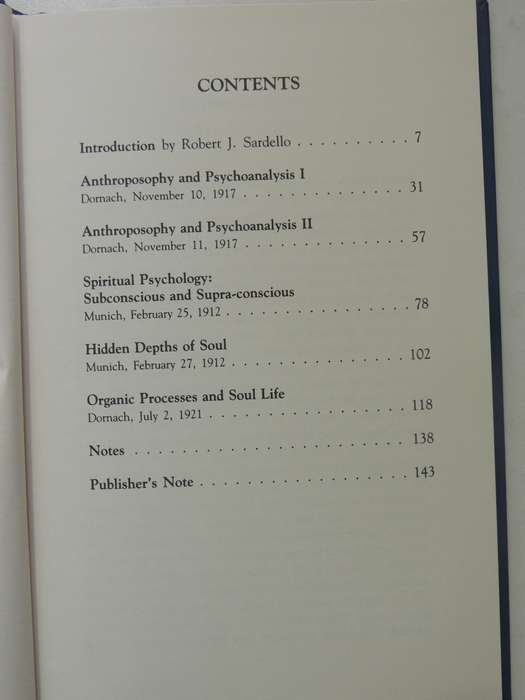 CONTENTS
Introduction by Robert J. Sardello . . . . . . . . . . 7
Anthroposophy and Psychoanalysis I
Dornach, November 10, 1917 . . . . . . . . . . . . . . 31
Anthroposophy and Psychoanalysis II
Dornach, November 11, 1917 . . . . . . . . . . . . . . 57
Spiritual Psychology:
Subconscious and Supra-conscious
Munich, February 25, 1912 . . . . . . . . . . . . . . . . 78
Hidden Depths of Soul
Munich, February 27, 1912 . . . . . . . . . . . . . . . 102
Organic Processes and Soul Life
Dornach, July 2, 1921 . . . . . . . . . . . . . . . . . 118
Notes . . . . . . . . . . . . . . . . . . . . . . . 138
Publisher's Note . . . . . . . . . . . . . . . . . . 143